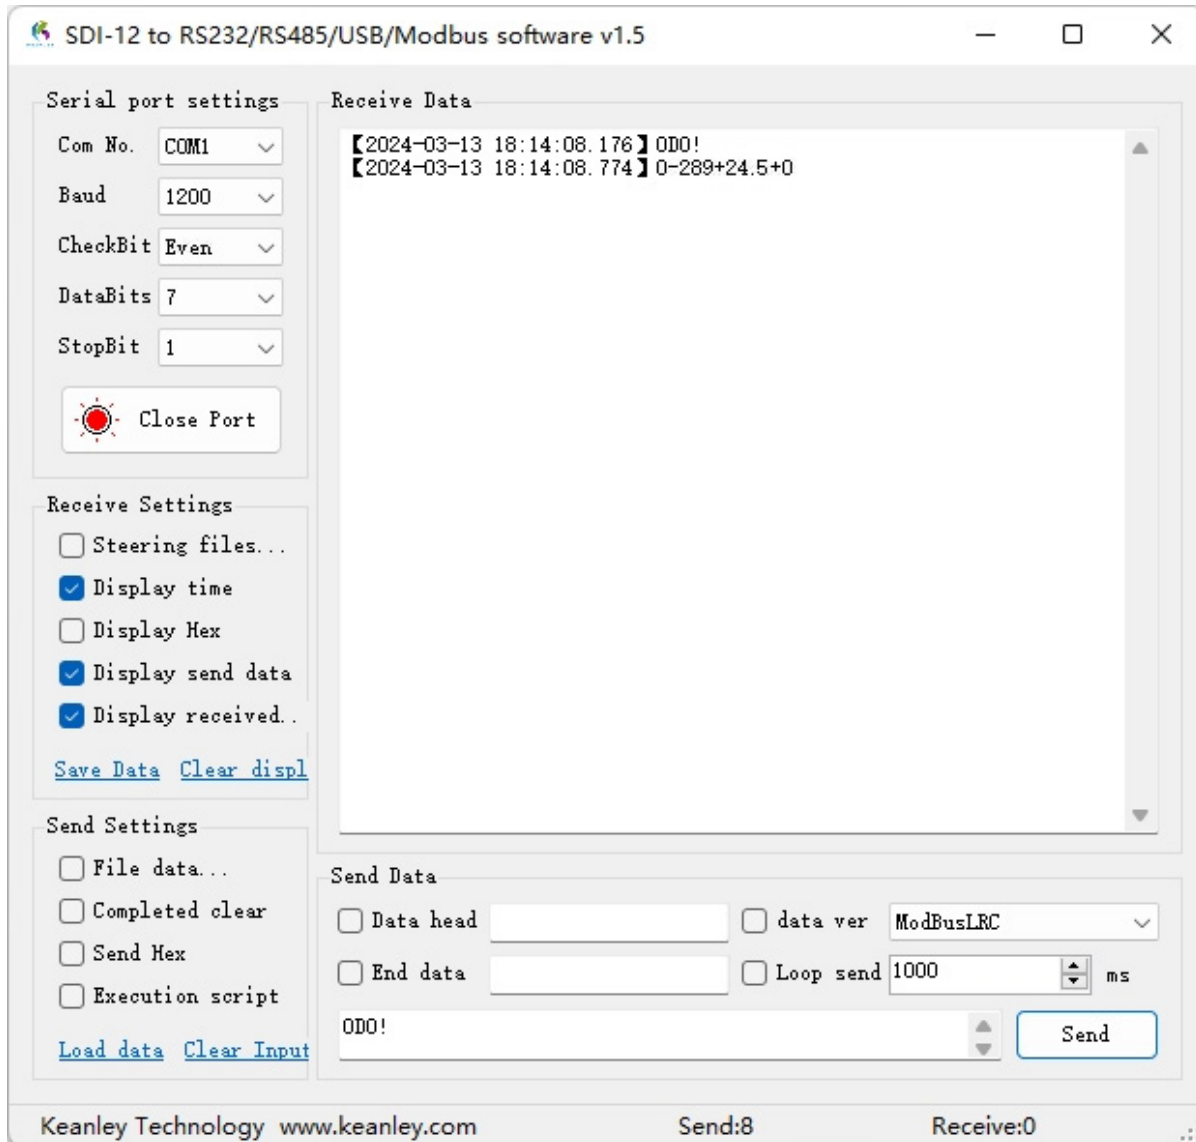 SDI-12 to RS232/RS485/USB/Modbus software v1.5
Serial port settings
Com No. COM1
Baud 1200
CheckBit Even
DataBits 7
StopBit 1
Close Port
Receive Settings
Steering files...
Display time
Display Hex
Display send data
Display received..
Save Data Clear displ
Send Settings
File data...
Completed clear
Send Hex
Execution script
Load data Clear Input
Receive Data
【2024-03-13 18:14:08.176】0D0!
【2024-03-13 18:14:08.774】0-289+24.5+0
Send Data
Data head data ver ModBusLRC
End data Loop send 1000 ms
0D0! Send
Keanley Technology www.keanley.com Send:8 Receive:0